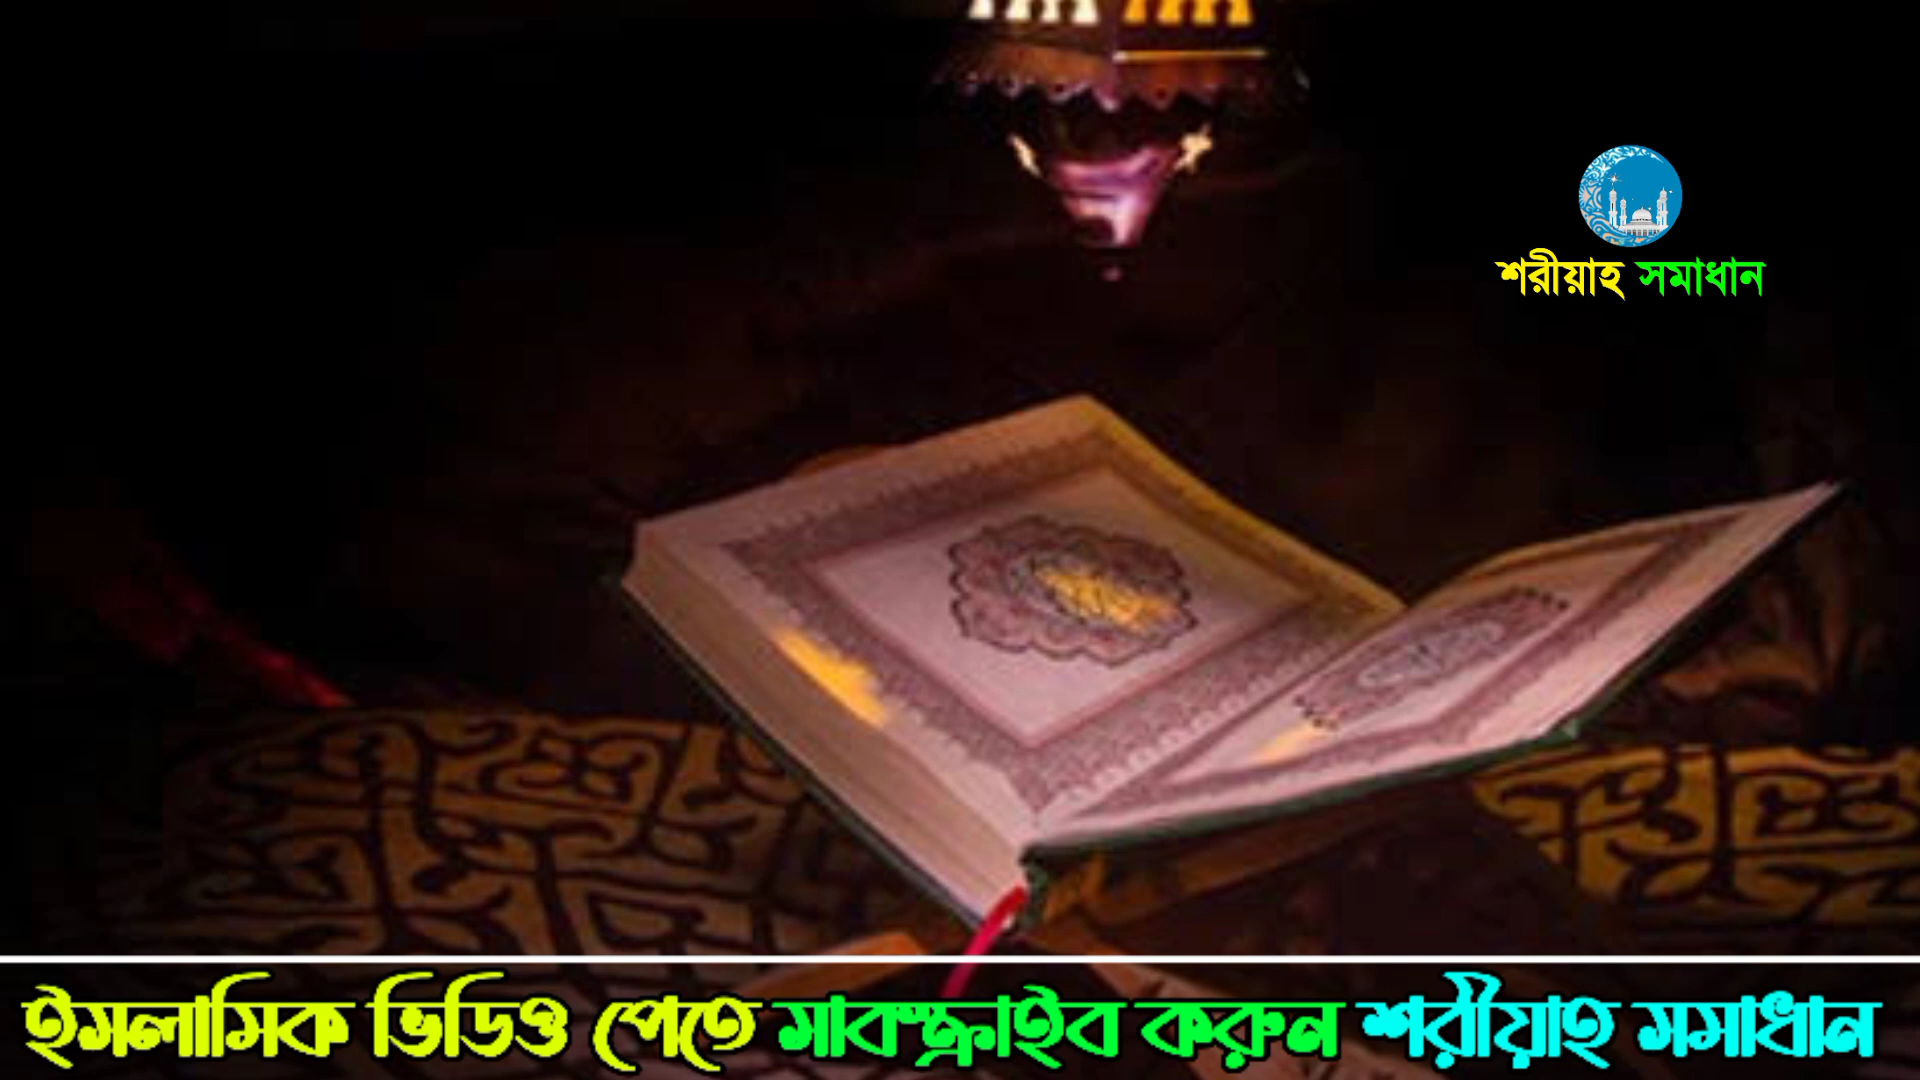 শরীয়াহ সমাধান
ইসলামিক ভিডিও পেতে সাবস্ক্রাইব করুন শরীয়াহ সমাধান